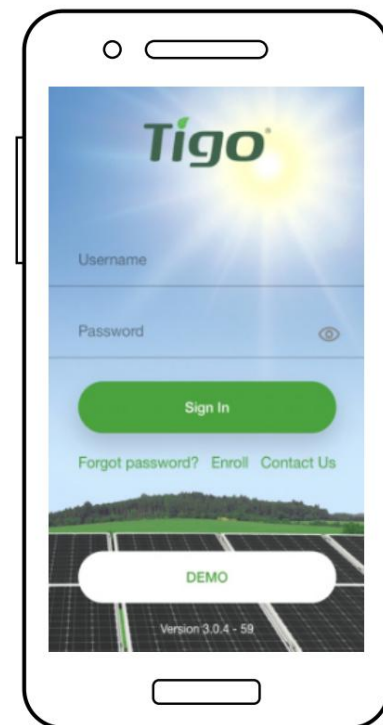 Tigo®
Username
Password
Sign In
Forgot password? Enroll Contact Us
DEMO
Version 3.0.4 - 59